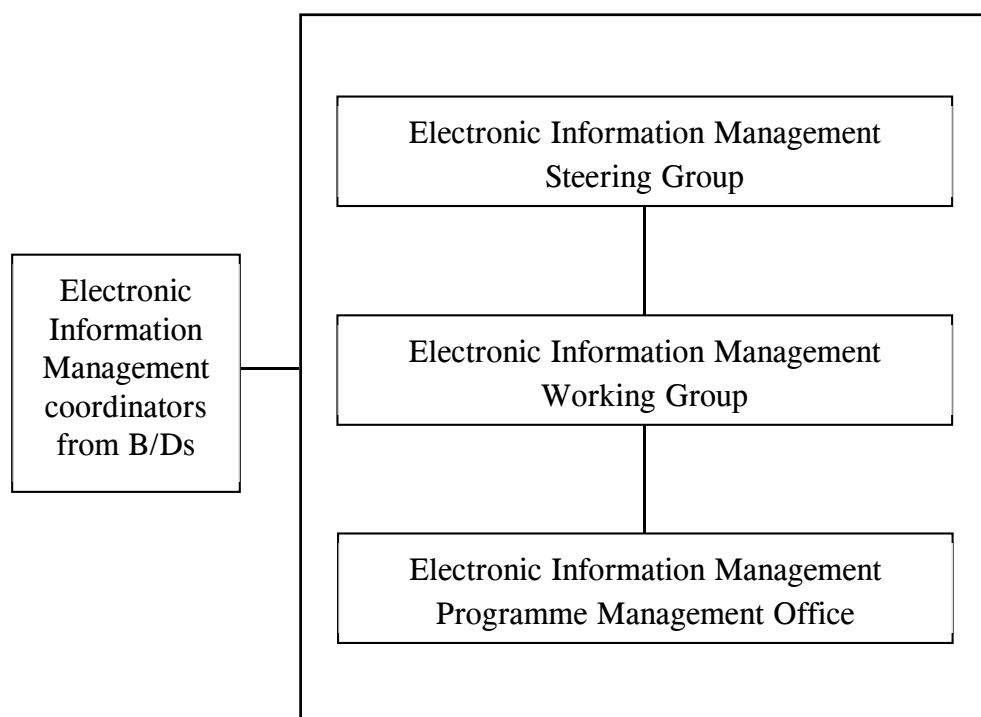 Electronic Information Management
Steering Group
Electronic
Information
Management
coordinators
from B/Ds
Electronic Information Management
Working Group
Electronic Information Management
Programme Management Office